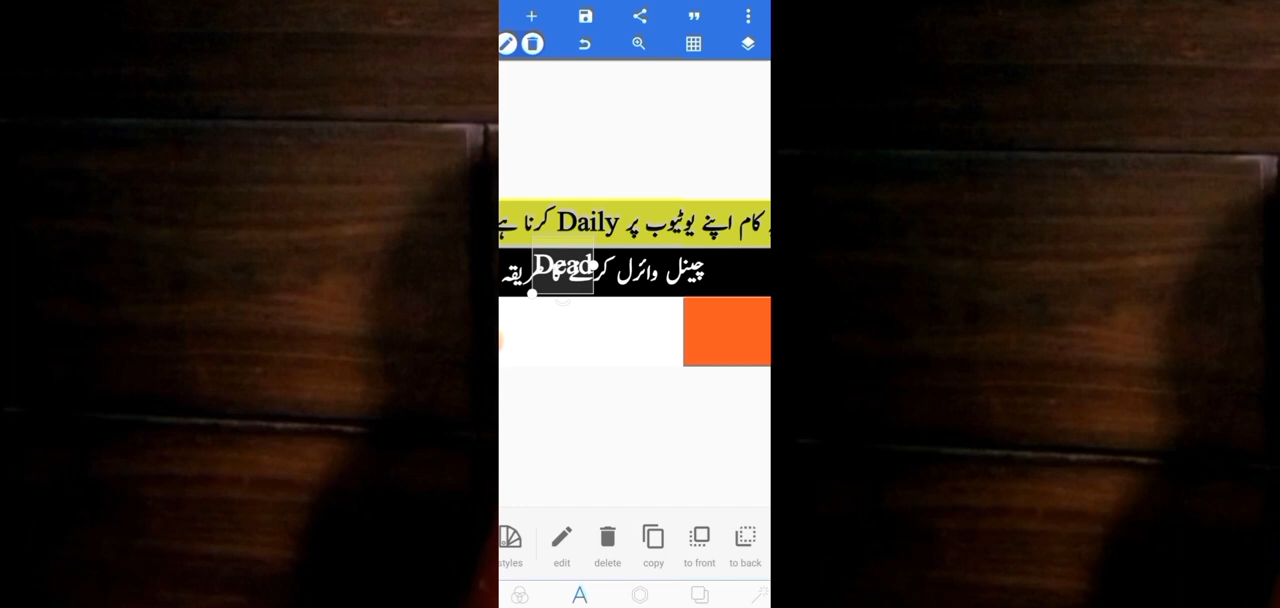 کام اپنے یوٹیوب پر Daily کرنا ہے
چینل وائرل کرنے کا طریقہ
Dead
styles
edit
delete
copy
to front
to back